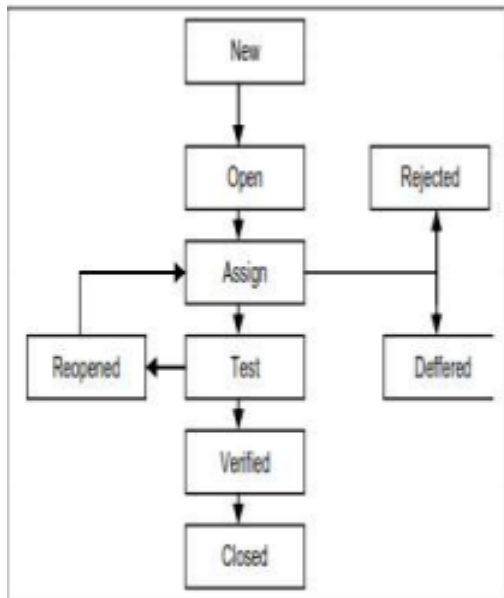 New
Open
Rejected
Assign
Reopened
Test
Deffered
Verified
Closed